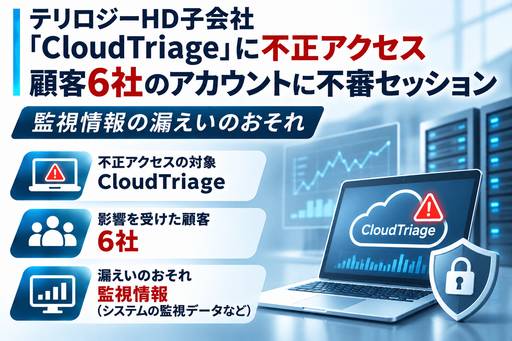 テリロジーHD子会社
「CloudTriage」に不正アクセス
顧客6社のアカウントに不審セッション
監視情報の漏えいのおそれ
不正アクセスの対象
CloudTriage
影響を受けた顧客
6社
漏えいのおそれ
監視情報
(システムの監視データなど)
CloudTriage